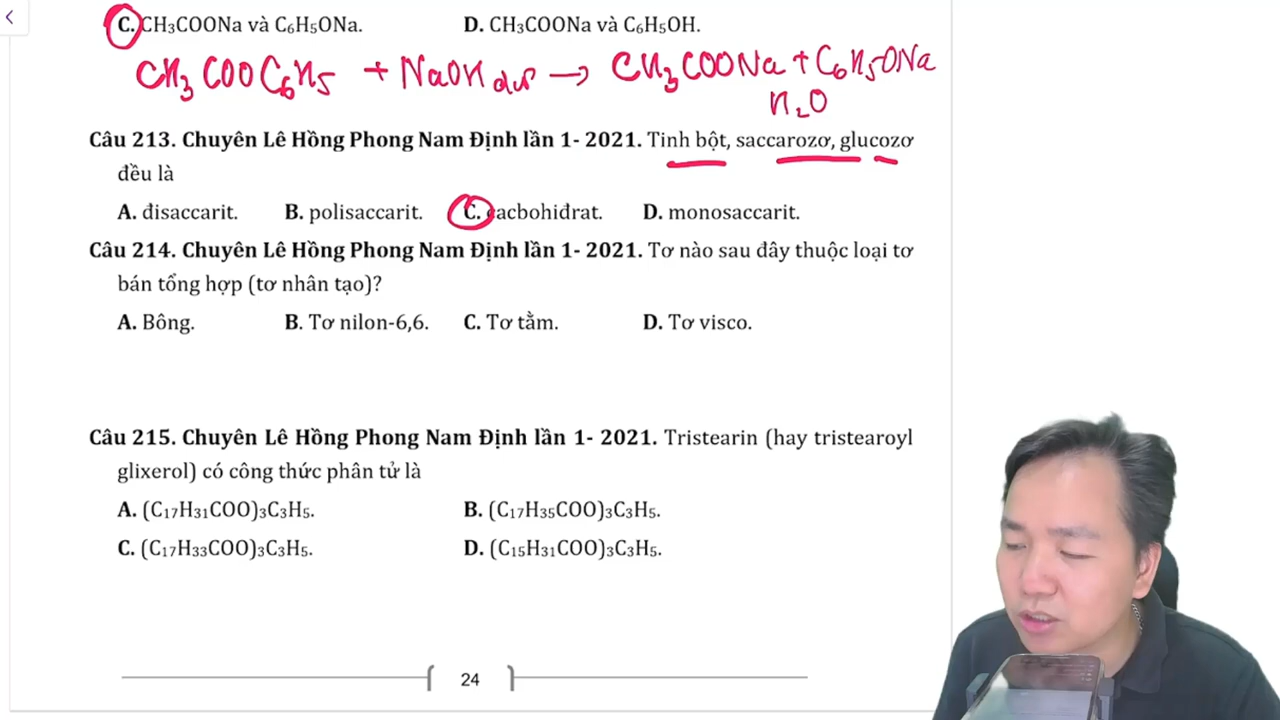 C. CH₃COONa và C₆H₅ONa. D. CH₃COONa và C₆H₅OH.
CH₃COOC₆H₅ + NaOH dư → CH₃COONa + C₆H₅ONa
H₂O
Câu 213. Chuyên Lê Hồng Phong Nam Định lần 1- 2021. Tinh bột, saccarozơ, glucozơ
đều là
A. đisaccarit. B. polisaccarit. C. cacbohiđrat. D. monosaccarit.
Câu 214. Chuyên Lê Hồng Phong Nam Định lần 1- 2021. Tơ nào sau đây thuộc loại tơ
bán tổng hợp (tơ nhân tạo)?
A. Bông. B. Tơ nilon-6,6. C. Tơ tằm. D. Tơ visco.
Câu 215. Chuyên Lê Hồng Phong Nam Định lần 1- 2021. Tristearin (hay tristearoyl
glixerol) có công thức phân tử là
A. (C₁₇H₃₁COO)₃C₃H₅. B. (C₁₇H₃₅COO)₃C₃H₅.
C. (C₁₇H₃₃COO)₃C₃H₅. D. (C₁₅H₃₁COO)₃C₃H₅.
24